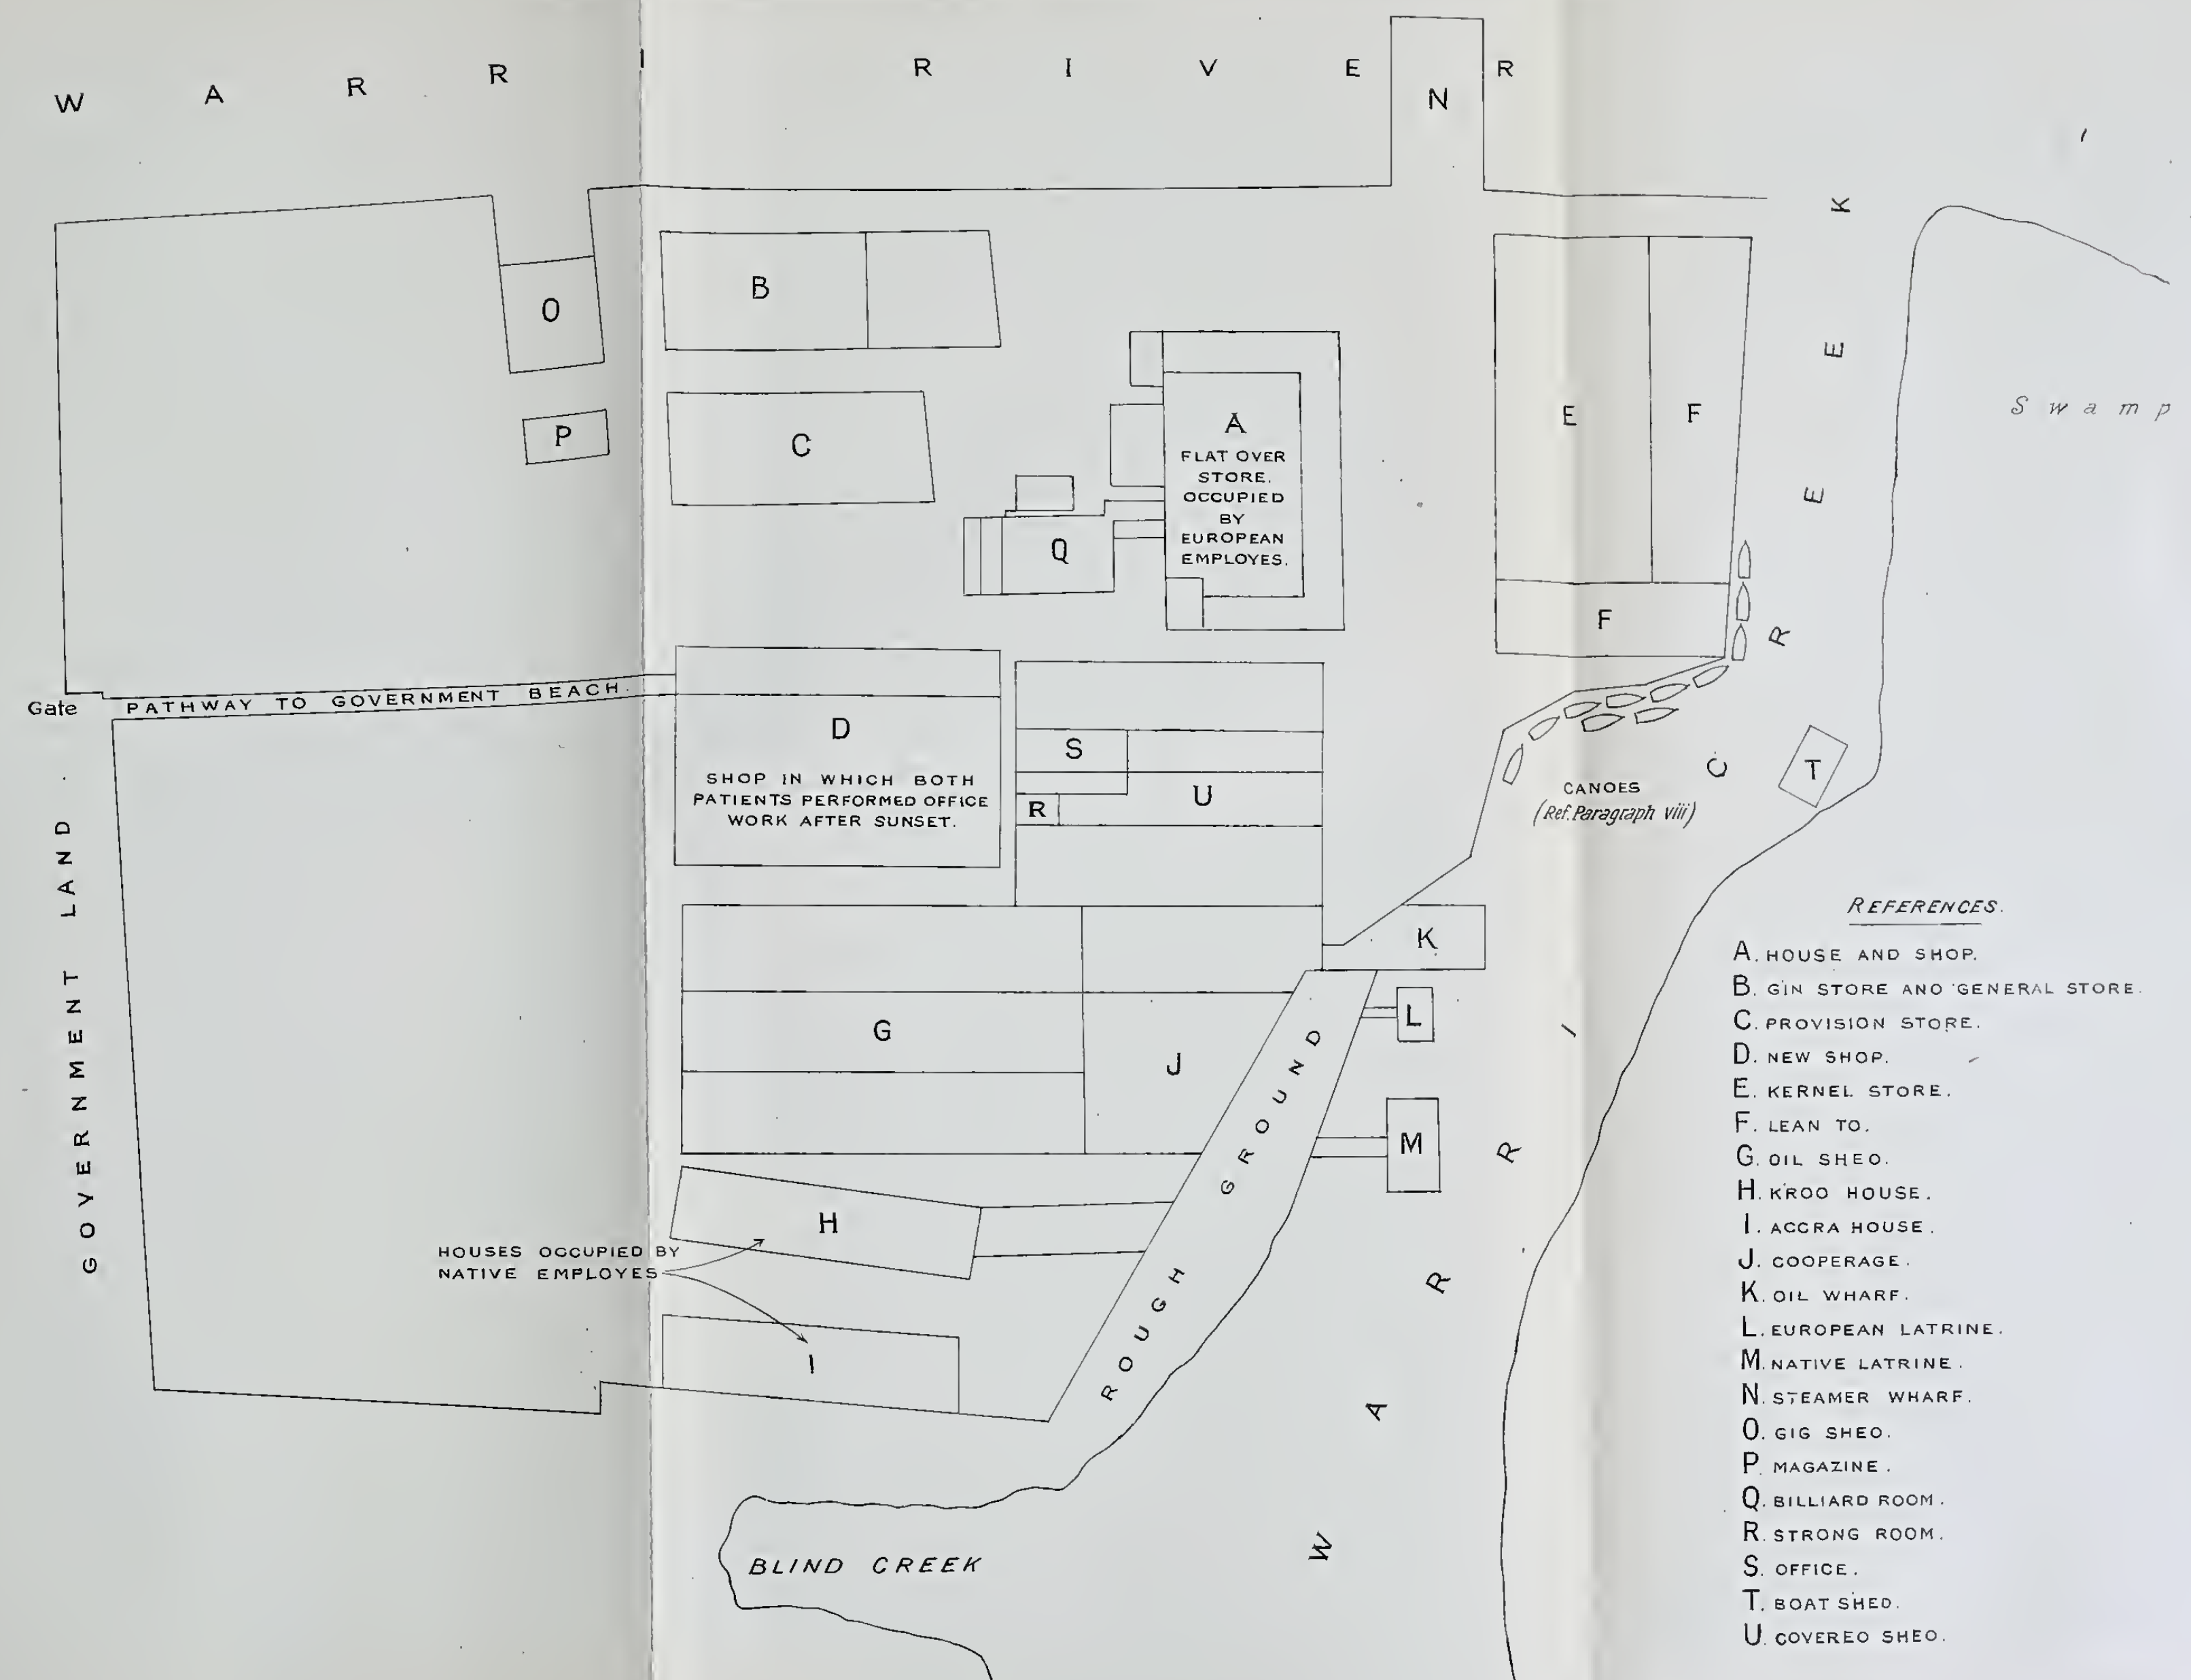 WARRI RIVER
N
O
B
P
C
A
FLAT OVER
STORE.
OCCUPIED
BY
EUROPEAN
EMPLOYES.
Q
E
F
F
Swamp
Gate
PATHWAY TO GOVERNMENT BEACH.
D
SHOP IN WHICH BOTH
PATIENTS PERFORMED OFFICE
WORK AFTER SUNSET.
S
R
U
T
CANOES
(Ref. Paragraph viii)
WARRI CREEK
GOVERNMENT LAND.
K
G
L
J
M
ROUGH GROUND
H
HOUSES OCCUPIED BY
NATIVE EMPLOYES
I
BLIND CREEK
REFERENCES.
A. HOUSE AND SHOP.
B. GIN STORE AND GENERAL STORE.
C. PROVISION STORE.
D. NEW SHOP.
E. KERNEL STORE.
F. LEAN TO.
G. OIL SHED.
H. KROO HOUSE.
I. ACCRA HOUSE.
J. COOPERAGE.
K. OIL WHARF.
L. EUROPEAN LATRINE.
M. NATIVE LATRINE.
N. STEAMER WHARF.
O. GIG SHED.
P. MAGAZINE.
Q. BILLIARD ROOM.
R. STRONG ROOM.
S. OFFICE.
T. BOAT SHED.
U. COVERED SHED.